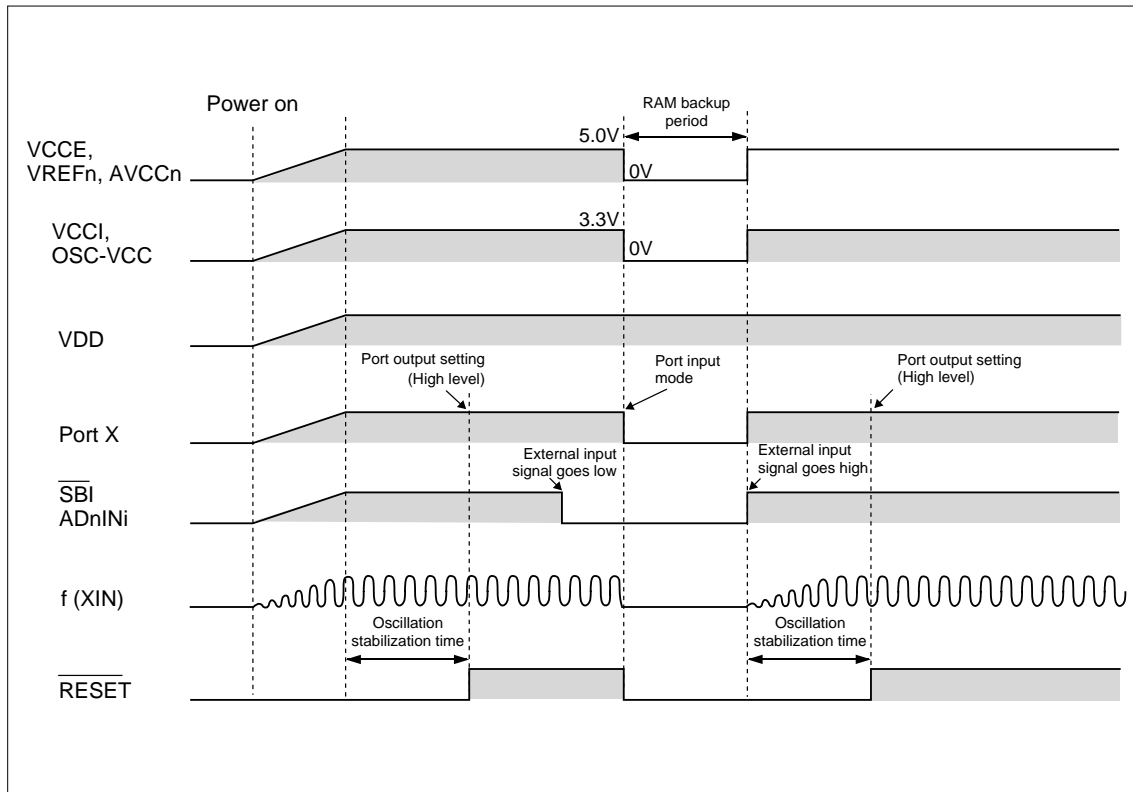 Power on
RAM backup
period
VCCE,
VREFn, AVCCn
5.0V
0V
VCCI,
OSC-VCC
3.3V
0V
VDD
Port output setting
(High level)
Port input
mode
Port output setting
(High level)
Port X
External input
signal goes low
External input
signal goes high
SBI
ADnINi
f (XIN)
Oscillation
stabilization time
Oscillation
stabilization time
RESET